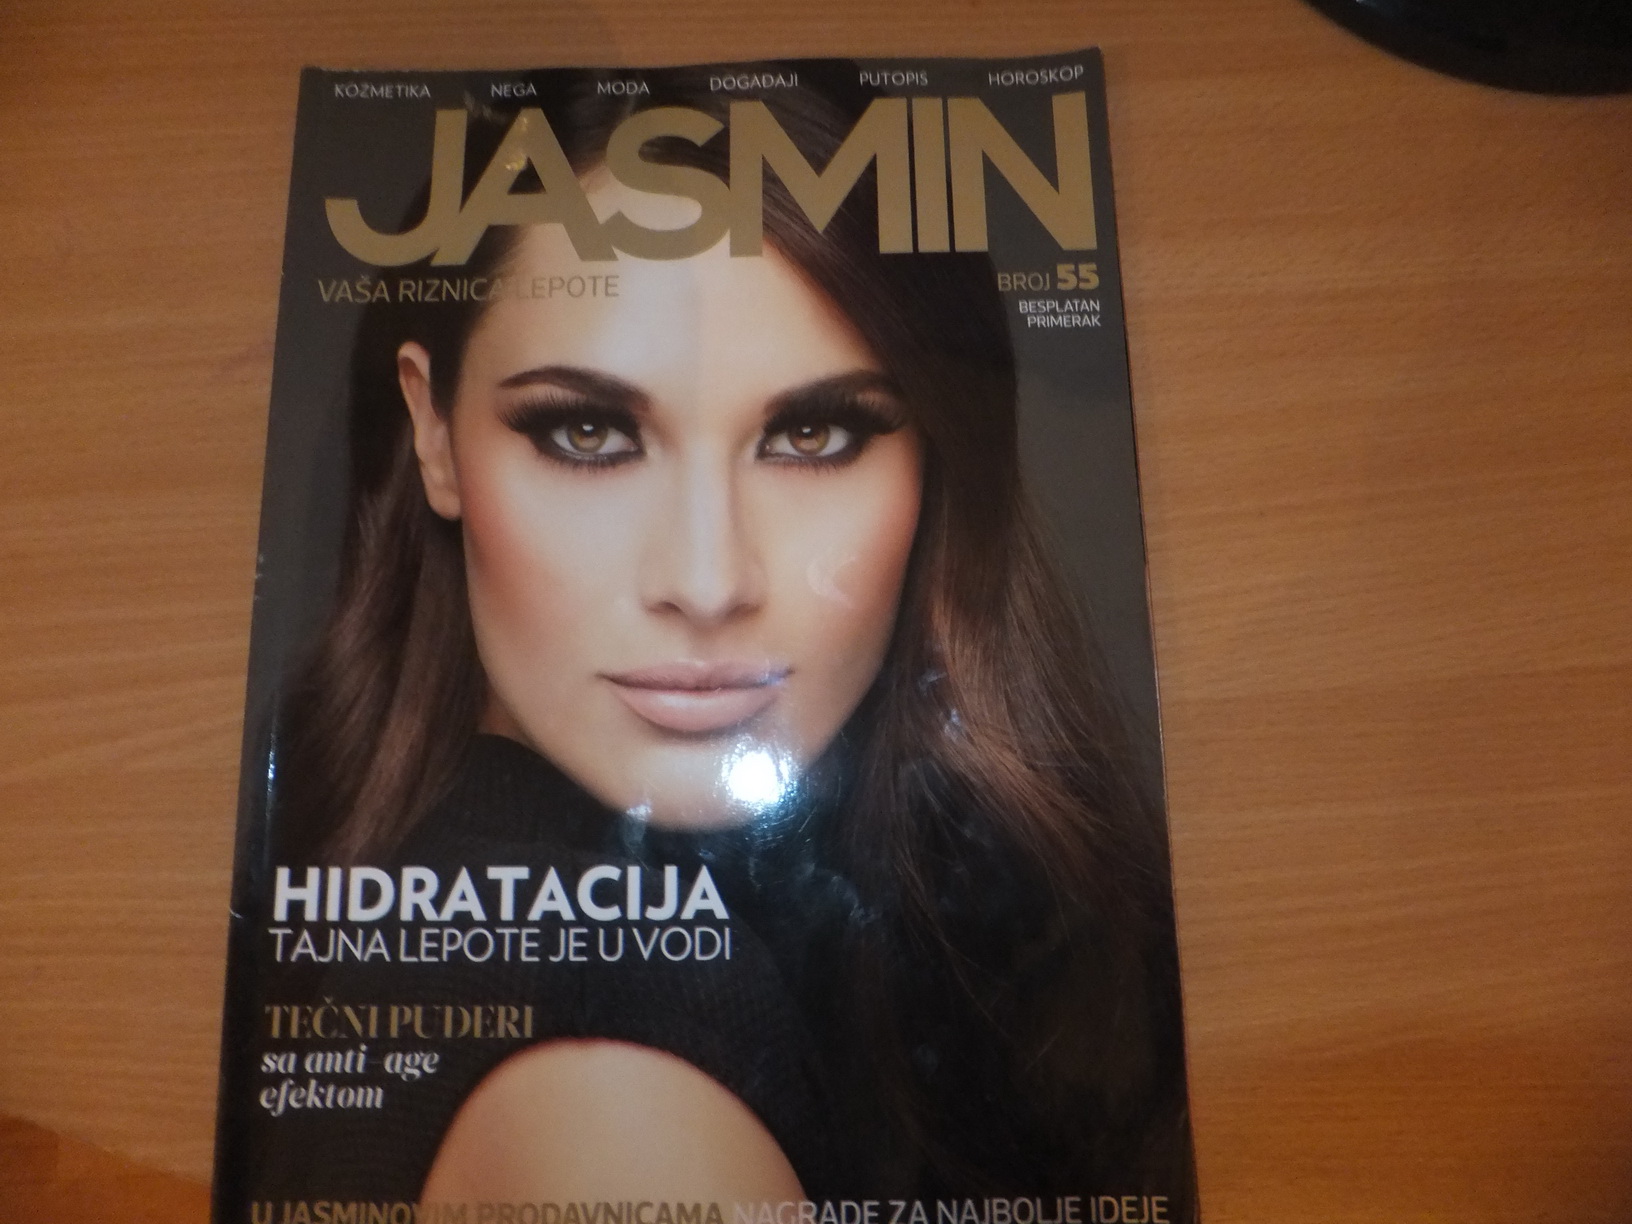 KOZMETIKA NEGA MODA DOGAĐAJI PUTOPIS HOROSKOP
JASMIN
VAŠA RIZNICA LEPOTE
BROJ 55
BESPLATAN
PRIMERAK
HIDRATACIJA
TAJNA LEPOTE JE U VODI
TEČNI PUDERI
sa anti-age
efektom
U JASMINOVIM PRODAVNICAMA NAGRADE ZA NAJBOLJE IDEJE